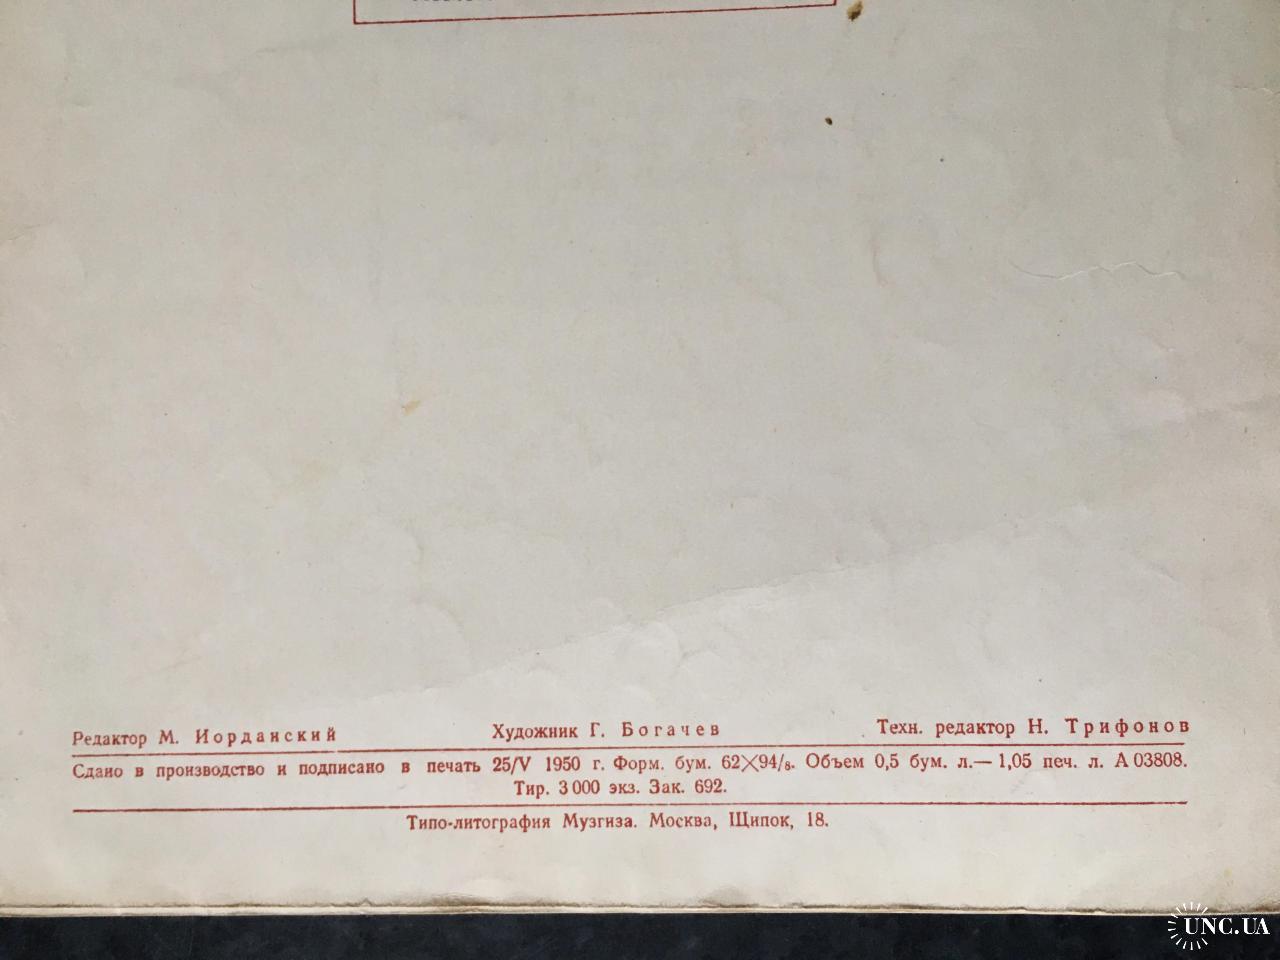 Редактор М. Иорданский Художник Г. Богачев Техн. редактор Н. Трифонов
Сдано в производство и подписано в печать 25/V 1950 г. Форм. бум. 62×94/8. Объем 0,5 бум. л.— 1,05 печ. л. А 03808.
Тир. 3 000 экз. Зак. 692.
Типо-литография Музгиза. Москва, Щипок, 18.
UNC.UA